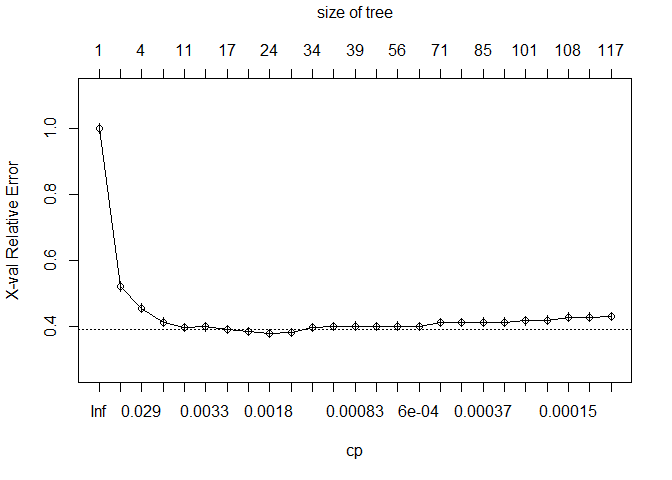 size of tree
1 4 11 17 24 34 39 56 71 85 101 108 117
X-val Relative Error
1.0
0.8
0.6
0.4
Inf 0.029 0.0033 0.0018 0.00083 6e-04 0.00037 0.00015
cp